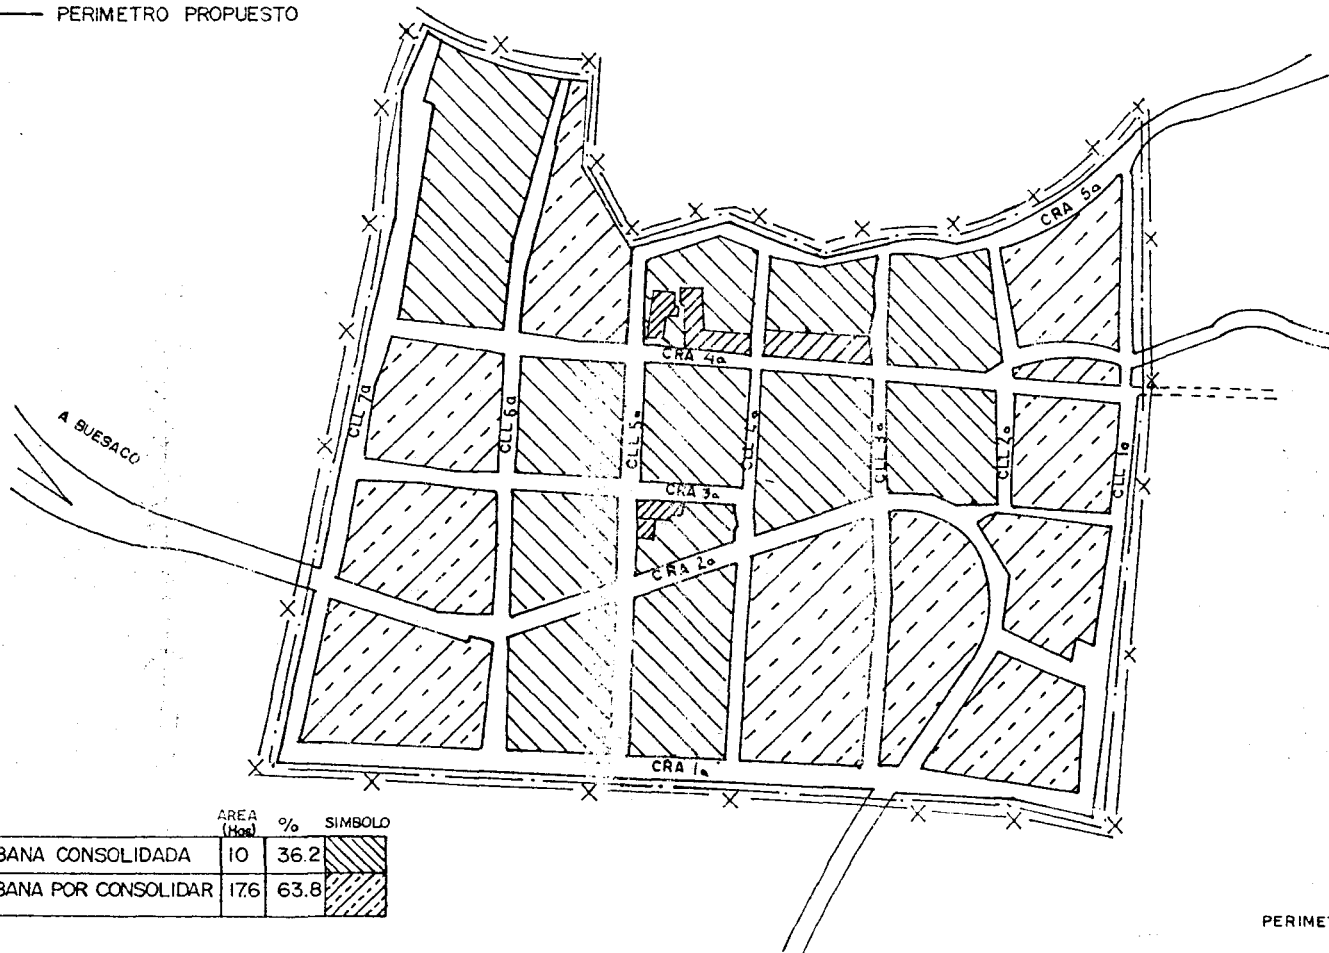 PERIMETRO PROPUESTO
CRA 5a
CRA 4a
CLL 7a
CLL 6a
CLL 5a
CLL 4a
CLL 3a
CLL 2a
CLL 1a
A BUESACO
CRA 3a
CRA 2a
CRA 1a
AREA (Has) % SIMBOLO
BANA CONSOLIDADA 10 36.2
BANA POR CONSOLIDAR 17.6 63.8
PERIME